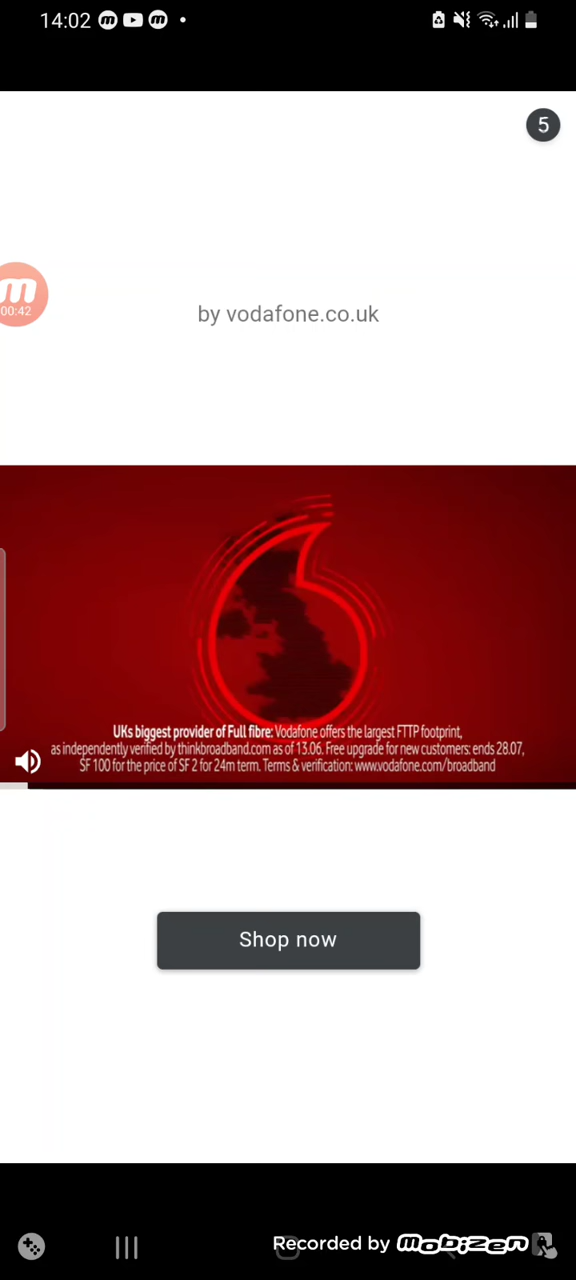 14:02
5
00:42
by vodafone.co.uk
UKs biggest provider of Full fibre: Vodafone offers the largest FTTP footprint,
as independently verified by thinkbroadband.com as of 13.06. Free upgrade for new customers: ends 28.07,
SF 100 for the price of SF 2 for 24m term. Terms & verification: www.vodafone.com/broadband
Shop now
Recorded by mobizen